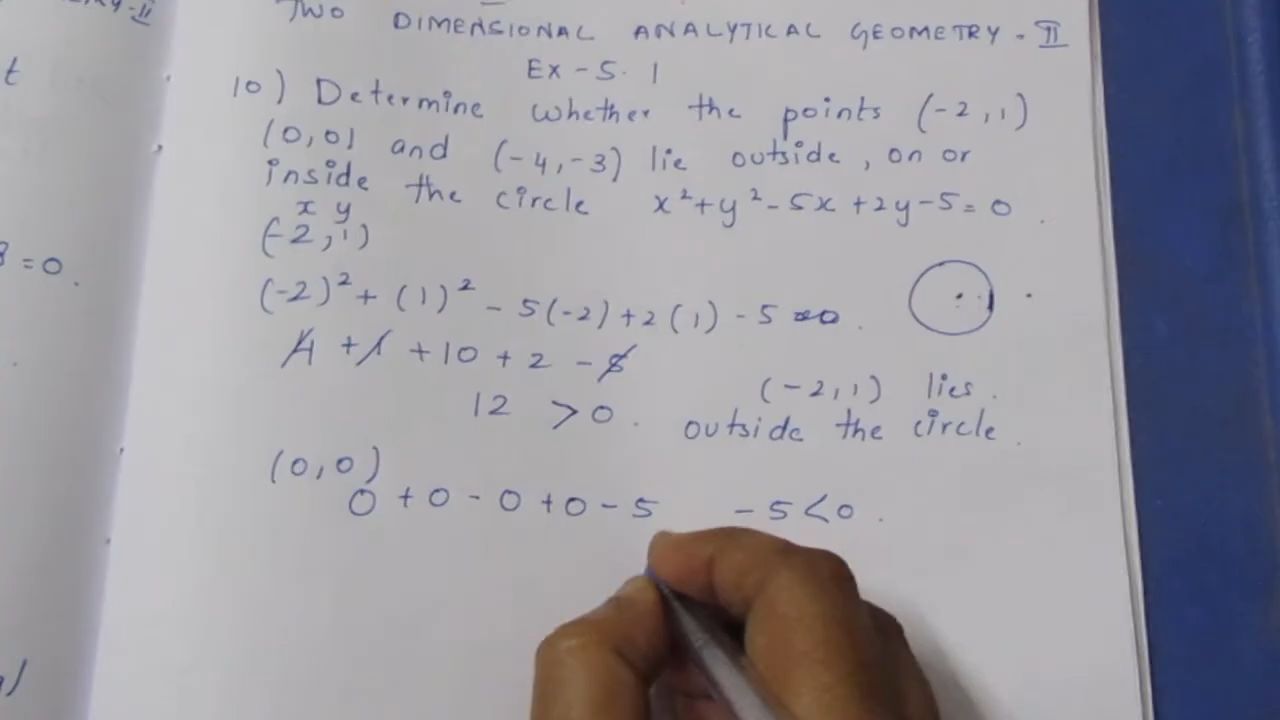 TWO DIMENSIONAL ANALYTICAL GEOMETRY - II
Ex - 5. 1
10) Determine whether the points (-2,1)
(0,0) and (-4,-3) lie outside, on or
inside the circle x²+y²-5x+2y-5=0.
x y
(-2,1)
(-2)²+(1)²-5(-2)+2(1)-5 =0.
4+1+10+2-5
12 >0.
(-2,1) lies.
outside the circle.
(0,0)
0+0-0+0-5 -5<0.
t
=0.